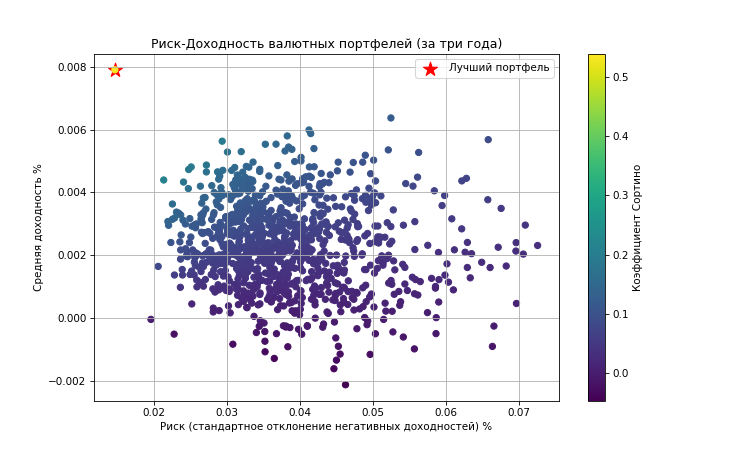 Риск-Доходность валютных портфелей (за три года)
Лучший портфель
0.008
0.006
0.004
0.002
0.000
−0.002
Средняя доходность %
0.02 0.03 0.04 0.05 0.06 0.07
Риск (стандартное отклонение негативных доходностей) %
0.5
0.4
0.3
0.2
0.1
0.0
Коэффициент Сортино